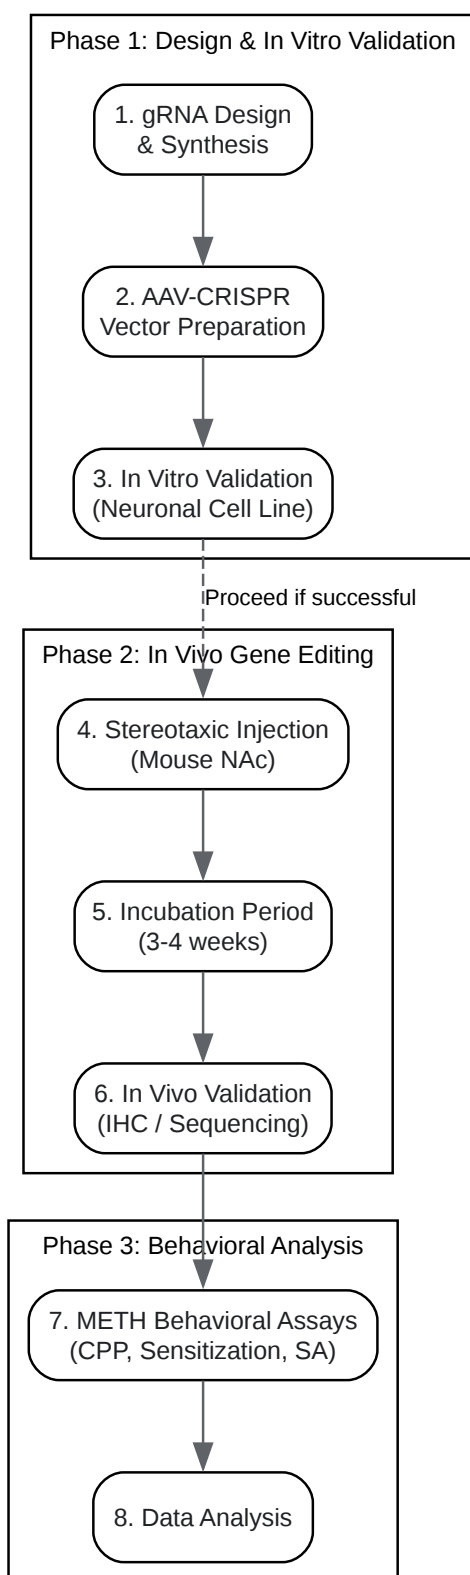 Phase 1: Design & In Vitro Validation
1. gRNA Design
& Synthesis
2. AAV-CRISPR
Vector Preparation
3. In Vitro Validation
(Neuronal Cell Line)
Proceed if successful
Phase 2: In Vivo Gene Editing
4. Stereotaxic Injection
(Mouse NAc)
5. Incubation Period
(3-4 weeks)
6. In Vivo Validation
(IHC / Sequencing)
Phase 3: Behavioral Analysis
7. METH Behavioral Assays
(CPP, Sensitization, SA)
8. Data Analysis